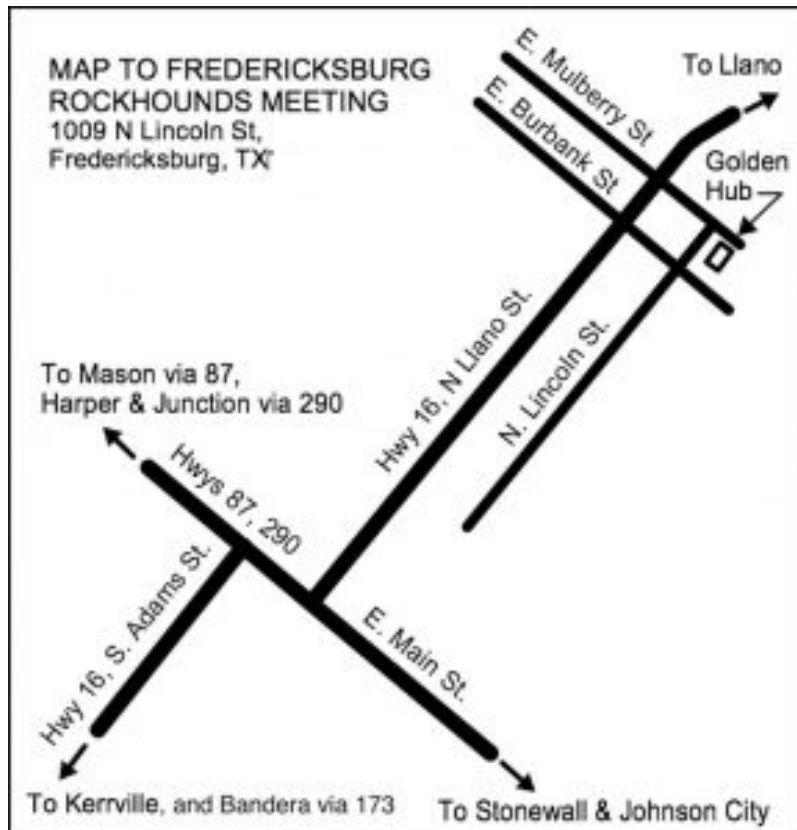 MAP TO FREDERICKSBURG
ROCKHOUNDS MEETING
1009 N Lincoln St,
Fredericksburg, TX
E. Mulberry St
E. Burbank St
To Llano
Golden
Hub
Hwy 16, N Llano St.
N. Lincoln St.
To Mason via 87,
Harper & Junction via 290
Hwys 87, 290
Hwy 16, S. Adams St.
E. Main St.
To Kerrville, and Bandera via 173
To Stonewall & Johnson City